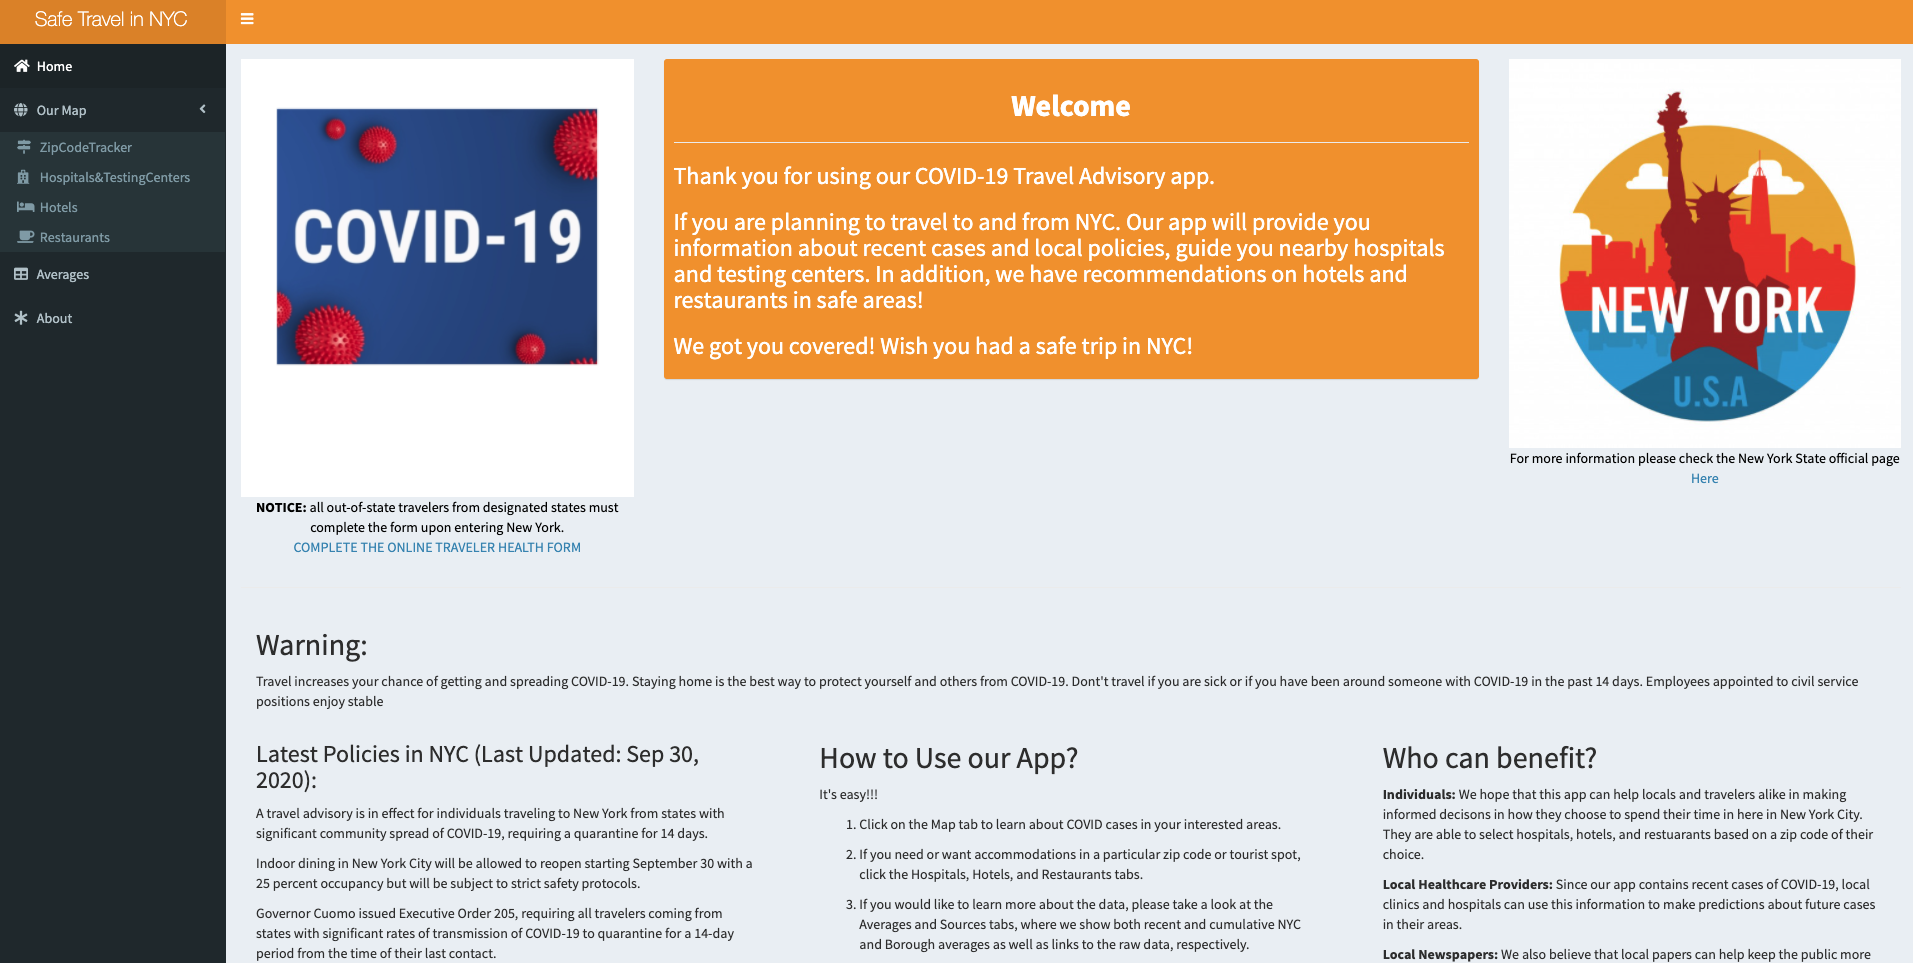 Safe Travel in NYC
Home
Our Map
ZipCodeTracker
Hospitals&TestingCenters
Hotels
Restaurants
Averages
About
COVID-19
NOTICE: all out-of-state travelers from designated states must
complete the form upon entering New York.
COMPLETE THE ONLINE TRAVELER HEALTH FORM
Welcome
Thank you for using our COVID-19 Travel Advisory app.
If you are planning to travel to and from NYC. Our app will provide you
information about recent cases and local policies, guide you nearby hospitals
and testing centers. In addition, we have recommendations on hotels and
restaurants in safe areas!
We got you covered! Wish you had a safe trip in NYC!
NEW YORK
U.S.A
For more information please check the New York State official page
Here
Warning:
Travel increases your chance of getting and spreading COVID-19. Staying home is the best way to protect yourself and others from COVID-19. Don't travel if you are sick or if you have been around someone with COVID-19 in the past 14 days. Employees appointed to civil service
positions enjoy stable
Latest Policies in NYC (Last Updated: Sep 30,
2020):
A travel advisory is in effect for individuals traveling to New York from states with
significant community spread of COVID-19, requiring a quarantine for 14 days.
Indoor dining in New York City will be allowed to reopen starting September 30 with a
25 percent occupancy but will be subject to strict safety protocols.
Governor Cuomo issued Executive Order 205, requiring all travelers coming from
states with significant rates of transmission of COVID-19 to quarantine for a 14-day
period from the time of their last contact.
How to Use our App?
It's easy!!!
1. Click on the Map tab to learn about COVID cases in your interested areas.
2. If you need or want accommodations in a particular zip code or tourist spot,
click the Hospitals, Hotels, and Restaurants tabs.
3. If you would like to learn more about the data, please take a look at the
Averages and Sources tabs, where we show both recent and cumulative NYC
and Borough averages as well as links to the raw data, respectively.
Who can benefit?
Individuals: We hope that this app can help locals and travelers alike in making
informed decisons in how they choose to spend their time in here in New York City.
They are able to select hospitals, hotels, and restuarants based on a zip code of their
choice.
Local Healthcare Providers: Since our app contains recent cases of COVID-19, local
clinics and hospitals can use this information to make predictions about future cases
in their areas.
Local Newspapers: We also believe that local papers can help keep the public more